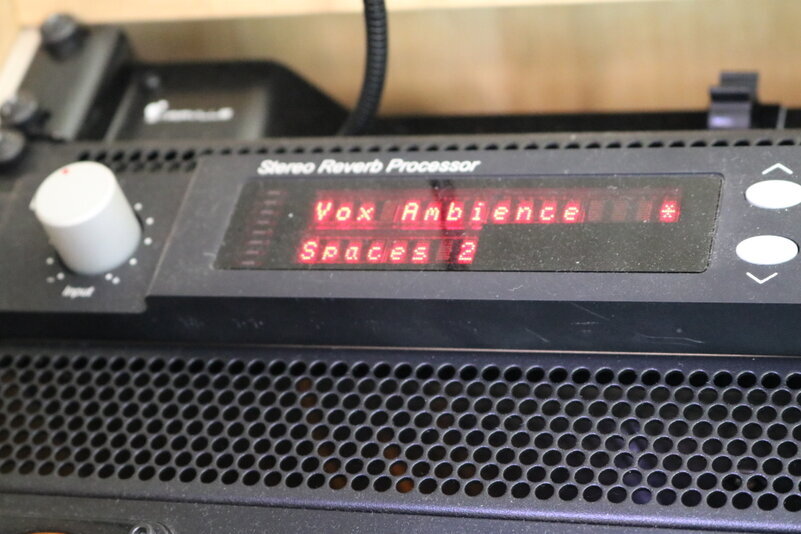 Stereo Reverb Processor
Vox Ambience *
Spaces 2
Input